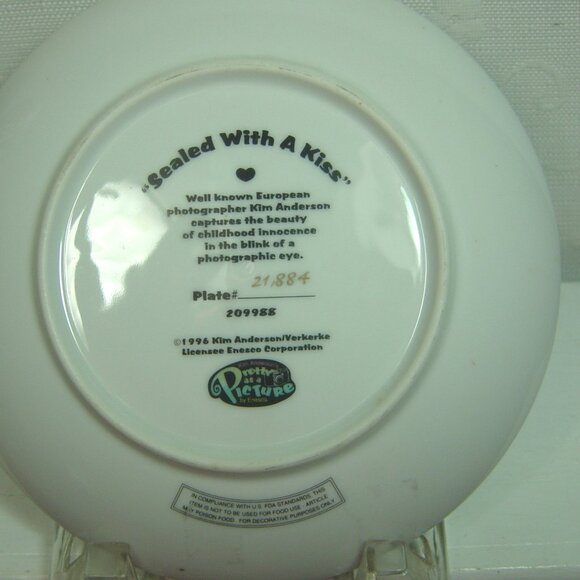 "Sealed With A Kiss"
Well known European
photographer Kim Anderson
captures the beauty
of childhood innocence
in the blink of a
photographic eye.
21,884
Plate#
209988
©1996 Kim Anderson/Verkerke
Licensee Enesco Corporation
Kim Anderson's
Pretty
as a
PICTURE
by Enesco
IN COMPLIANCE WITH U.S. FDA STANDARDS, THIS
ITEM IS NOT TO BE USED FOR FOOD USE. ARTICLE
MAY POISON FOOD. FOR DECORATIVE PURPOSES ONLY